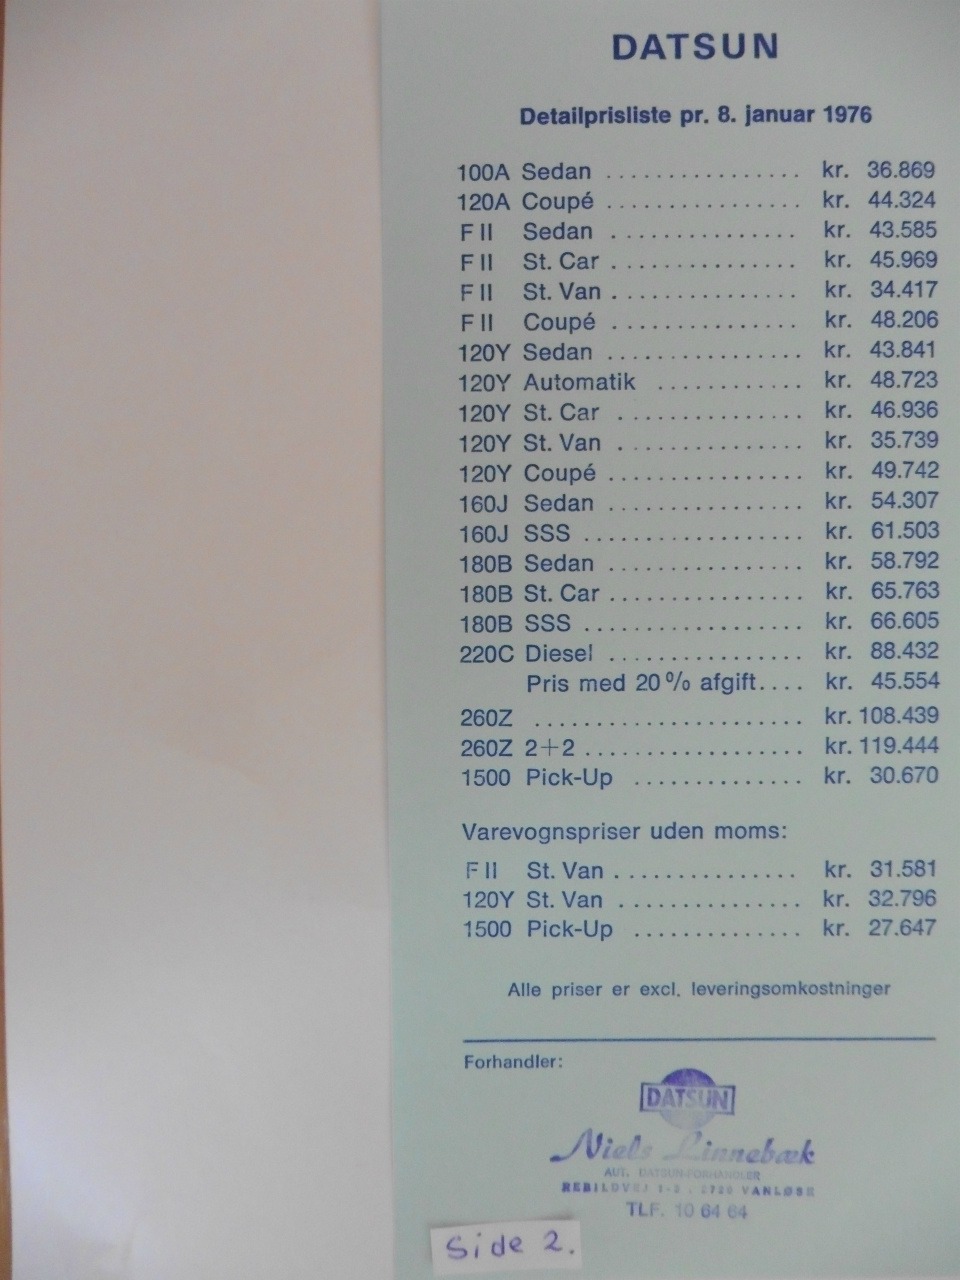 DATSUN
Detailprisliste pr. 8. januar 1976
100A Sedan ................ kr. 36.869
120A Coupé ................ kr. 44.324
F II Sedan ............... kr. 43.585
F II St. Car ............... kr. 45.969
F II St. Van ............... kr. 34.417
F II Coupé ............... kr. 48.206
120Y Sedan ................ kr. 43.841
120Y Automatik ............ kr. 48.723
120Y St. Car ............... kr. 46.936
120Y St. Van ............... kr. 35.739
120Y Coupé ................ kr. 49.742
160J Sedan ................ kr. 54.307
160J SSS .................. kr. 61.503
180B Sedan ................ kr. 58.792
180B St. Car ................ kr. 65.763
180B SSS .................. kr. 66.605
220C Diesel ................ kr. 88.432
Pris med 20% afgift.... kr. 45.554
260Z ...................... kr. 108.439
260Z 2+2 .................. kr. 119.444
1500 Pick-Up .............. kr. 30.670
Varevognspriser uden moms:
F II St. Van ............... kr. 31.581
120Y St. Van ............... kr. 32.796
1500 Pick-Up .............. kr. 27.647
Alle priser er excl. leveringsomkostninger
Forhandler:
DATSUN
Niels Linnebæk
AUT. DATSUN-FORHANDLER
REBILDVEJ 1-3 . 2720 VANLØSE
TLF. 10 64 64
Side 2.